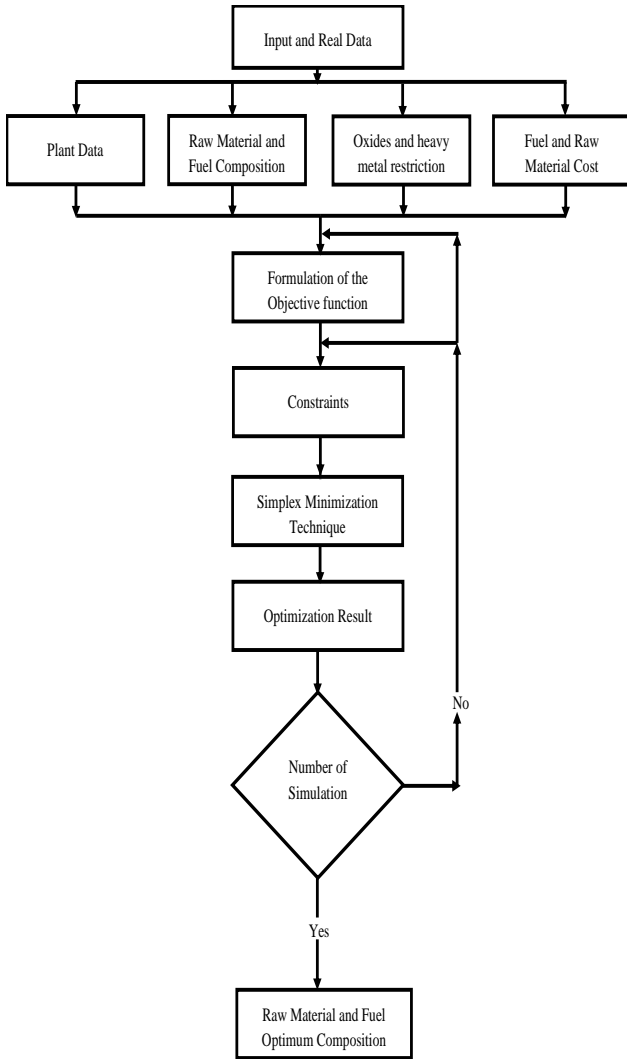 Input and Real Data
Plant Data
Raw Material and
Fuel Composition
Oxides and heavy
metal restriction
Fuel and Raw
Material Cost
Formulation of the
Objective function
Constraints
Simplex Minimization
Technique
Optimization Result
No
Number of
Simulation
Yes
Raw Material and Fuel
Optimum Composition